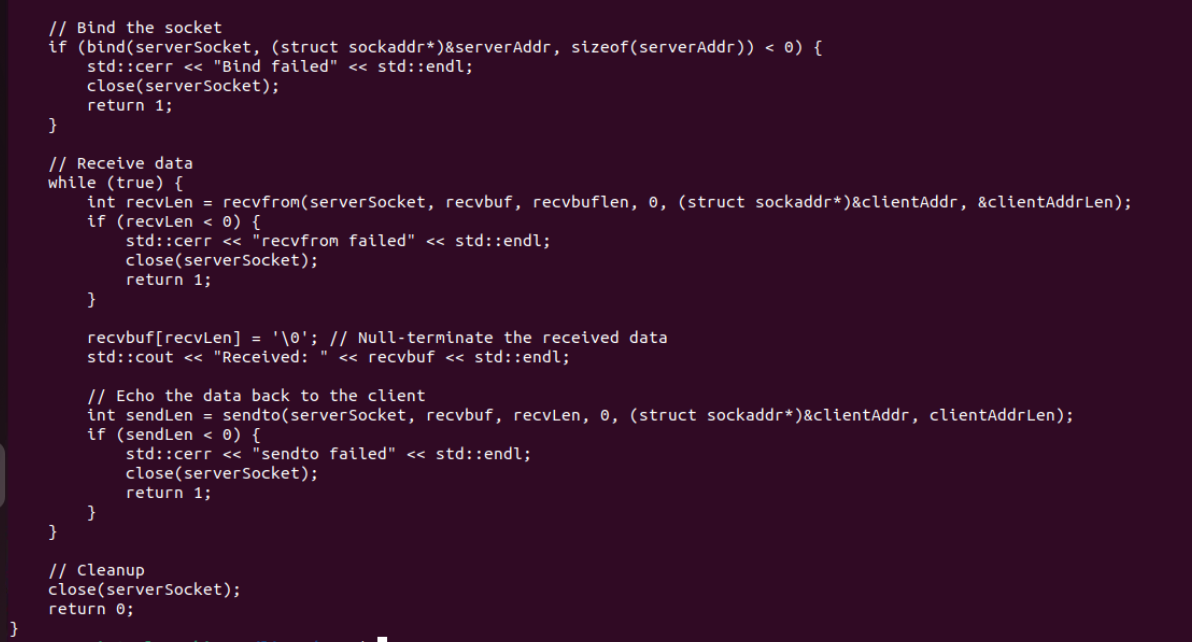 // Bind the socket
if (bind(serverSocket, (struct sockaddr*)&serverAddr, sizeof(serverAddr)) < 0) {
std::cerr << "Bind failed" << std::endl;
close(serverSocket);
return 1;
}
// Receive data
while (true) {
int recvLen = recvfrom(serverSocket, recvbuf, recvbuflen, 0, (struct sockaddr*)&clientAddr, &clientAddrLen);
if (recvLen < 0) {
std::cerr << "recvfrom failed" << std::endl;
close(serverSocket);
return 1;
}
recvbuf[recvLen] = '\0'; // Null-terminate the received data
std::cout << "Received: " << recvbuf << std::endl;
// Echo the data back to the client
int sendLen = sendto(serverSocket, recvbuf, recvLen, 0, (struct sockaddr*)&clientAddr, clientAddrLen);
if (sendLen < 0) {
std::cerr << "sendto failed" << std::endl;
close(serverSocket);
return 1;
}
}
// Cleanup
close(serverSocket);
return 0;
}